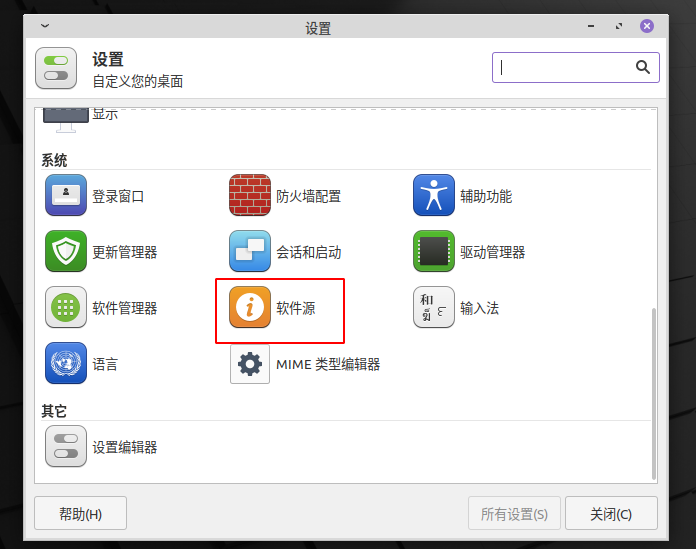 设置
设置
自定义您的桌面
显示
系统
登录窗口
防火墙配置
辅助功能
更新管理器
会话和启动
驱动管理器
软件管理器
软件源
输入法
语言
MIME 类型编辑器
其它
设置编辑器
帮助(H)
所有设置(S)
关闭(C)